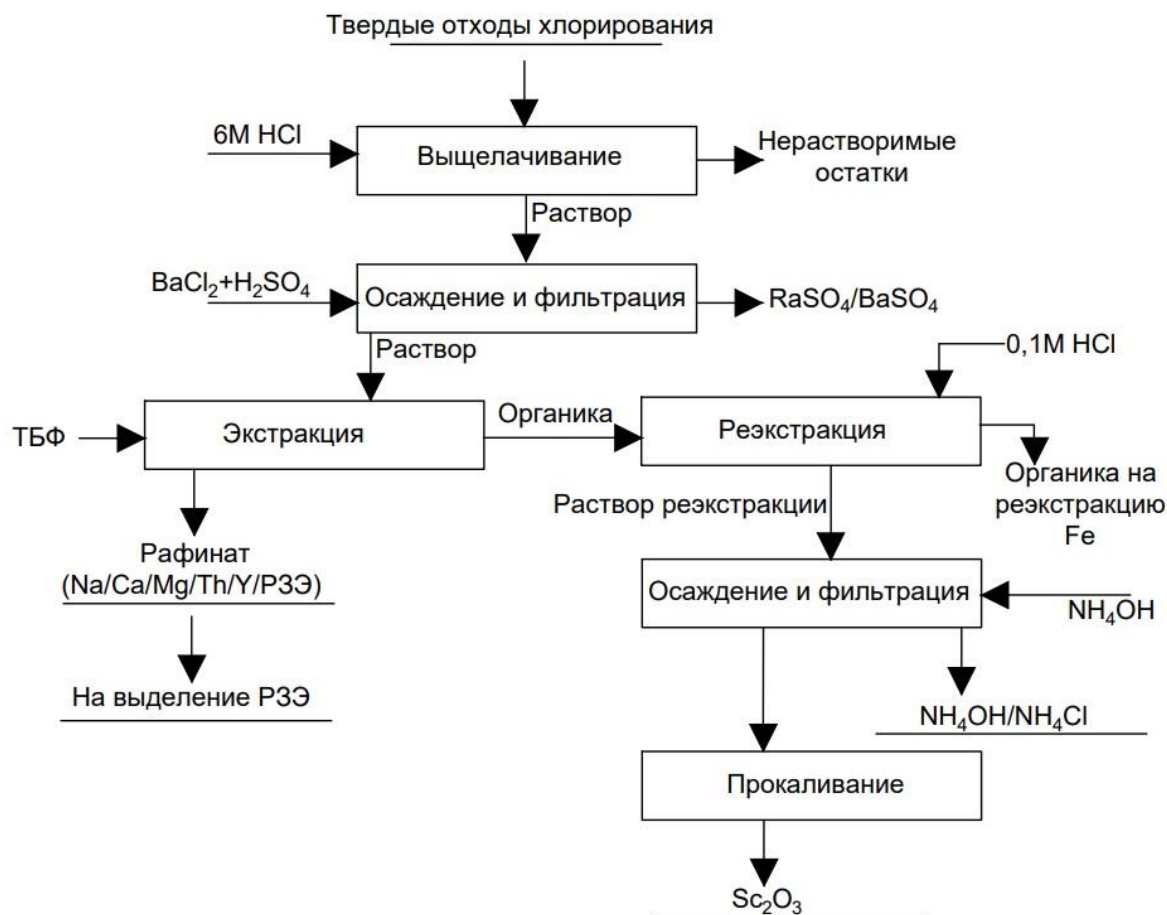 Твердые отходы хлорирования
6М HCl
Выщелачивание
Нерастворимые
остатки
Раствор
BaCl₂+H₂SO₄
Осаждение и фильтрация
RaSO₄/BaSO₄
Раствор
0,1М HCl
ТБФ
Экстракция
Органика
Реэкстракция
Органика на
реэкстракцию
Fe
Раствор реэкстракции
Рафинат
(Na/Ca/Mg/Th/Y/РЗЭ)
Осаждение и фильтрация
NH₄OH
На выделение РЗЭ
NH₄OH/NH₄Cl
Прокаливание
Sc₂O₃